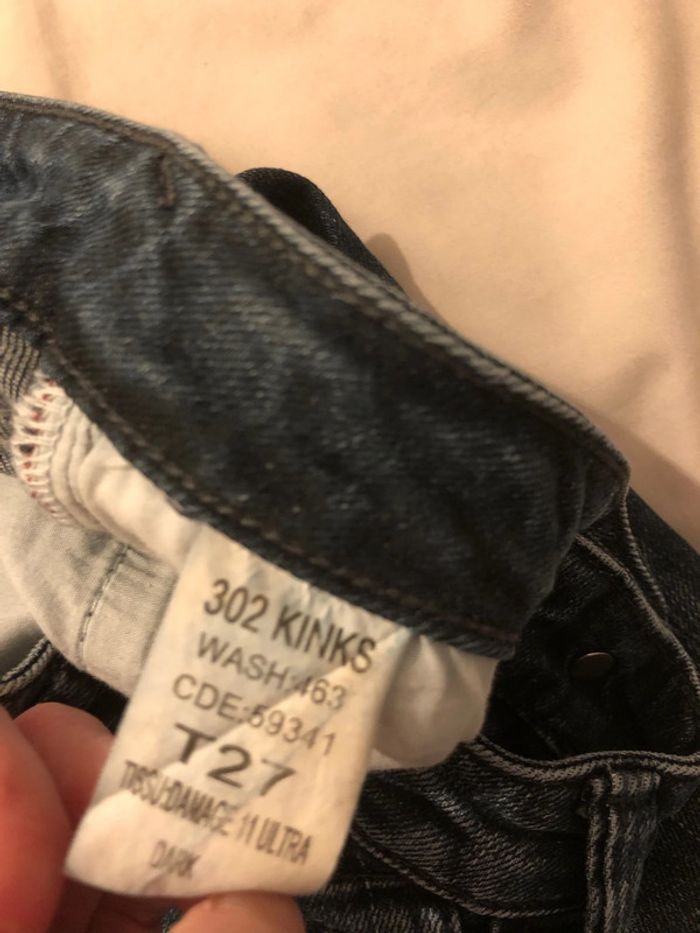 302 KINKS
WASH:463
CDE:59341
T27
TISSU:DAMAGE 11 ULTRA
DARK